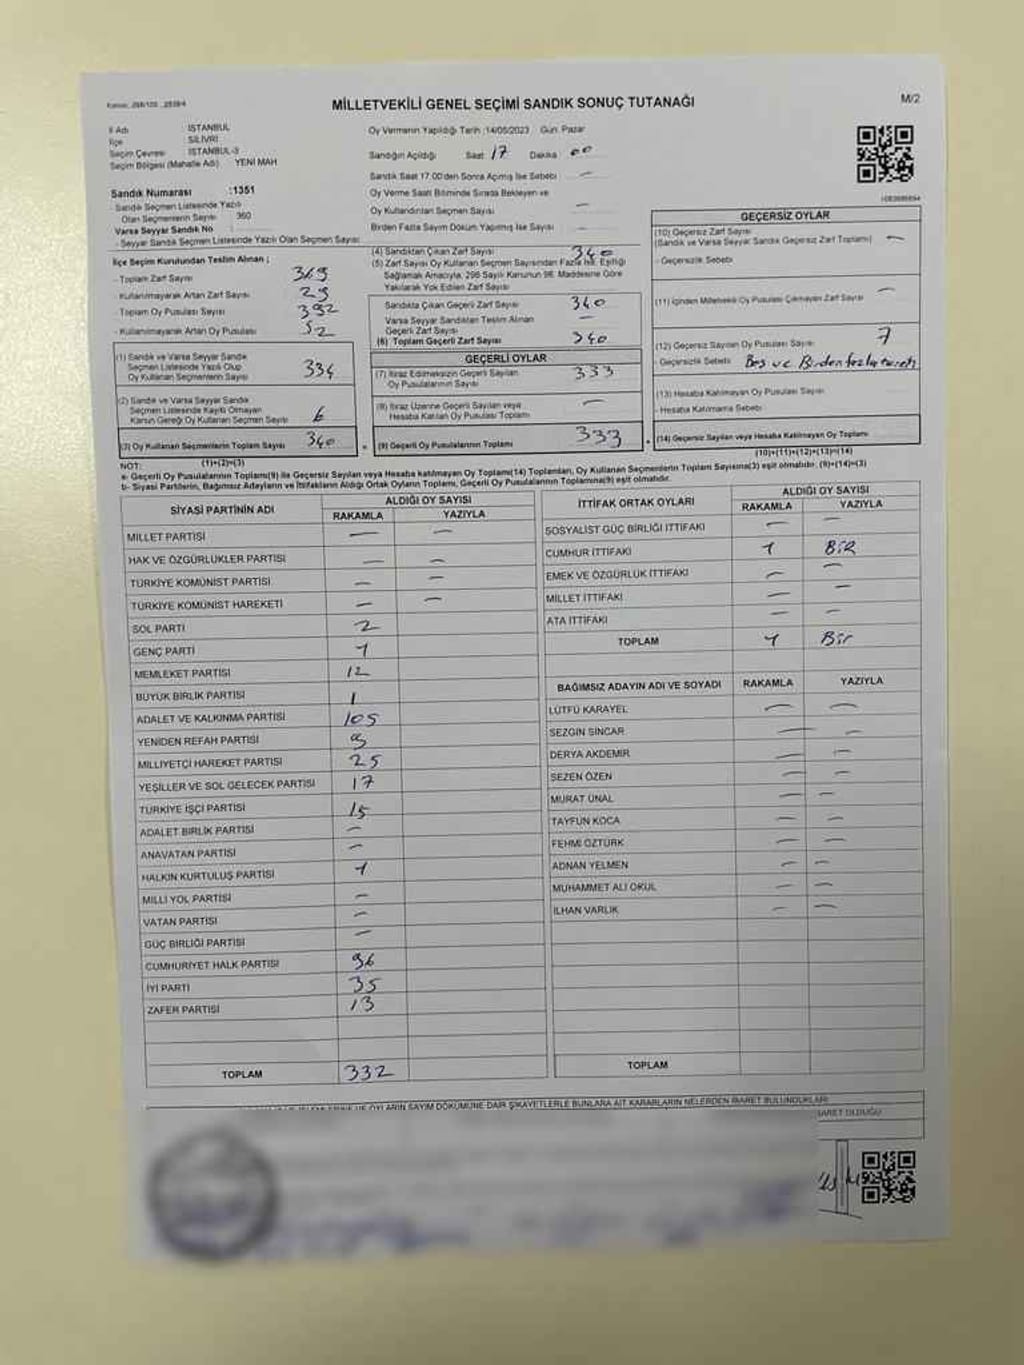 MİLLETVEKİLİ GENEL SEÇİMİ SANDIK SONUÇ TUTANAĞI
M/2
İl Adı İSTANBUL
İlçe SİLİVRİ
Seçim Çevresi İSTANBUL-3
Seçim Bölgesi (Mahalle Adı) YENİ MAH
Sandık Numarası :1351
- Sandık Seçmen Listesinde Yazılı
Olan Seçmenlerin Sayısı 360
Varsa Seyyar Sandık No
- Seyyar Sandık Seçmen Listesinde Yazılı Olan Seçmen Sayısı
Oy Vermenin Yapıldığı Tarih :14/05/2023 Gün: Pazar
Sandığın Açıldığı Saat 17 Dakika 00
Sandık Saat 17.00'den Sonra Açımış İse Sebebi —
Oy Verme Saati Bitiminde Sırada Bekleyen ve
Oy Kullandırılan Seçmen Sayısı —
Birden Fazla Sayım Döküm Yapılmış İse Sayısı —
İlçe Seçim Kurulundan Teslim Alınan ;
- Toplam Zarf Sayısı 369
- Kullanılmayarak Artan Zarf Sayısı 29
- Toplam Oy Pusulası Sayısı 392
- Kullanılmayarak Artan Oy Pusulası 52
(1) Sandık ve Varsa Seyyar Sandık
Seçmen Listesinde Yazılı Olup
Oy Kullanan Seçmenlerin Sayısı 334
(2) Sandık ve Varsa Seyyar Sandık
Seçmen Listesinde Kayıtlı Olmayan
Kanun Gereği Oy Kullanan Seçmen Sayısı 6
(3) Oy Kullanan Seçmenlerin Toplam Sayısı 340
(1)+(2)=(3)
(4) Sandıktan Çıkan Zarf Sayısı 340
(5) Zarf Sayısı Oy Kullanan Seçmen Sayısından Fazla İse, Eşitliği
Sağlamak Amacıyla, 298 Sayılı Kanunun 98. Maddesine Göre
Yakılarak Yok Edilen Zarf Sayısı
Sandıkta Çıkan Geçerli Zarf Sayısı 340
Varsa Seyyar Sandıktan Teslim Alınan
Geçerli Zarf Sayısı —
(6) Toplam Geçerli Zarf Sayısı 340
GEÇERLİ OYLAR
(7) İtiraz Edilmeksizin Geçerli Sayılan
Oy Pusulalarının Sayısı 333
(8) İtiraz Üzerine Geçerli Sayılan veya
Hesaba Katılan Oy Pusulası Toplamı —
(9) Geçerli Oy Pusulalarının Toplamı 333
GEÇERSİZ OYLAR
(10) Geçersiz Zarf Sayısı
(Sandık ve Varsa Seyyar Sandık Geçersiz Zarf Toplamı) —
- Geçersizlik Sebebi
(11) İçinden Milletvekili Oy Pusulası Çıkmayan Zarf Sayısı —
(12) Geçersiz Sayılan Oy Pusulası Sayısı 7
- Geçersizlik Sebebi Boş ve Birden fazla tercih
(13) Hesaba Katılmayan Oy Pusulası Sayısı
- Hesaba Katılmama Sebebi
(14) Geçersiz Sayılan veya Hesaba Katılmayan Oy Toplamı
(10)+(11)+(12)+(13)=(14)
NOT:
a- Geçerli Oy Pusulalarının Toplamı(9) ile Geçersiz Sayılan veya Hesaba Katılmayan Oy Toplamı(14) Toplamları, Oy Kullanan Seçmenlerin Toplam Sayısına(3) eşit olmalıdır. (9)+(14)=(3)
b- Siyasi Partilerin, Bağımsız Adayların ve İttifakların Aldığı Ortak Oyların Toplamı, Geçerli Oy Pusulalarının Toplamına(9) eşit olmalıdır.
SİYASİ PARTİNİN ADI ALDIĞI OY SAYISI
RAKAMLA YAZIYLA
MİLLET PARTİSİ — —
HAK VE ÖZGÜRLÜKLER PARTİSİ — —
TÜRKİYE KOMÜNİST PARTİSİ — —
TÜRKİYE KOMÜNİST HAREKETİ — —
SOL PARTİ 2
GENÇ PARTİ 1
MEMLEKET PARTİSİ 12
BÜYÜK BİRLİK PARTİSİ 1
ADALET VE KALKINMA PARTİSİ 105
YENİDEN REFAH PARTİSİ 9
MİLLİYETÇİ HAREKET PARTİSİ 25
YEŞİLLER VE SOL GELECEK PARTİSİ 17
TÜRKİYE İŞÇİ PARTİSİ 15
ADALET BİRLİK PARTİSİ —
ANAVATAN PARTİSİ —
HALKIN KURTULUŞ PARTİSİ 1
MİLLİ YOL PARTİSİ —
VATAN PARTİSİ —
GÜÇ BİRLİĞİ PARTİSİ —
CUMHURİYET HALK PARTİSİ 96
İYİ PARTİ 35
ZAFER PARTİSİ 13
TOPLAM 332
İTTİFAK ORTAK OYLARI ALDIĞI OY SAYISI
RAKAMLA YAZIYLA
SOSYALİST GÜÇ BİRLİĞİ İTTİFAKI — —
CUMHUR İTTİFAKI 1 BİR
EMEK VE ÖZGÜRLÜK İTTİFAKI — —
MİLLET İTTİFAKI — —
ATA İTTİFAKI — —
TOPLAM 1 Bir
BAĞIMSIZ ADAYIN ADI VE SOYADI RAKAMLA YAZIYLA
LÜTFÜ KARAYEL — —
SEZGİN SİNCAR — —
DERYA AKDEMİR — —
SEZEN ÖZEN — —
MURAT ÜNAL — —
TAYFUN KOCA — —
FEHMİ ÖZTÜRK — —
ADNAN YELMEN — —
MUHAMMET ALİ OKUL — —
İLHAN VARLIK — —
TOPLAM
OYLARIN SAYIM DÖKÜMÜNE DAİR ŞİKAYETLERLE BUNLARA AİT KARARLARIN NELERDEN İBARET BULUNDUKLARI